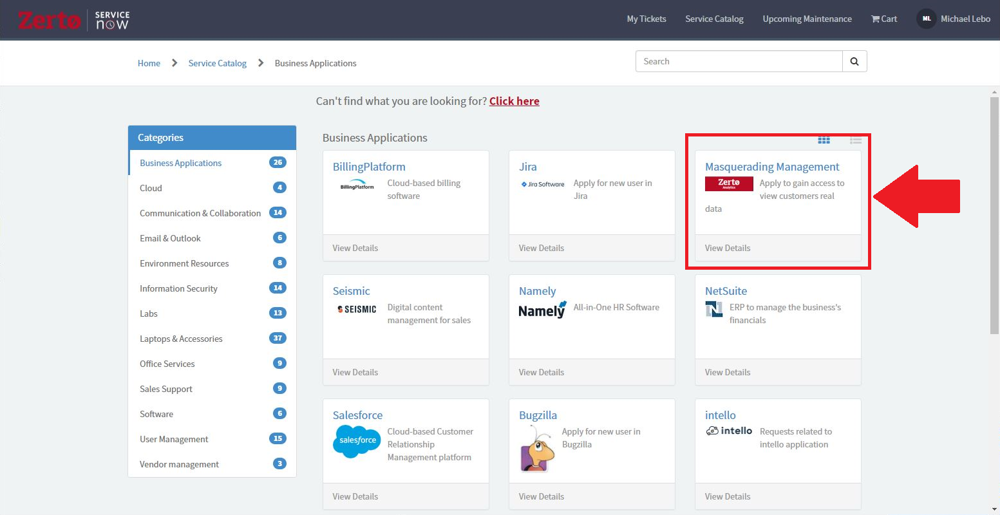 Zerto
SERVICE
now
My Tickets
Service Catalog
Upcoming Maintenance
Cart
ML
Michael Lebo
Home
Service Catalog
Business Applications
Search
Can't find what you are looking for? Click here
Categories
Business Applications 26
Cloud 4
Communication & Collaboration 14
Email & Outlook 6
Environment Resources 8
Information Security 14
Labs 13
Laptops & Accessories 37
Office Services 9
Sales Support 9
Software 6
User Management 15
Vendor management 3
Business Applications
BillingPlatform
BillingPlatform
Cloud-based billing
software
View Details
Jira
Jira Software
Apply for new user in
Jira
View Details
Masquerading Management
Zerto
Analytics
Apply to gain access to
view customers real
data
View Details
Seismic
SEISMIC
Digital content
management for sales
View Details
Namely
Namely
All-in-One HR Software
View Details
NetSuite
N
ERP to manage the business's
financials
View Details
Salesforce
salesforce
Cloud-based Customer
Relationship
Management platform
View Details
Bugzilla
Apply for new user in
Bugzilla
View Details
intello
intello
Requests related to
intello application
View Details